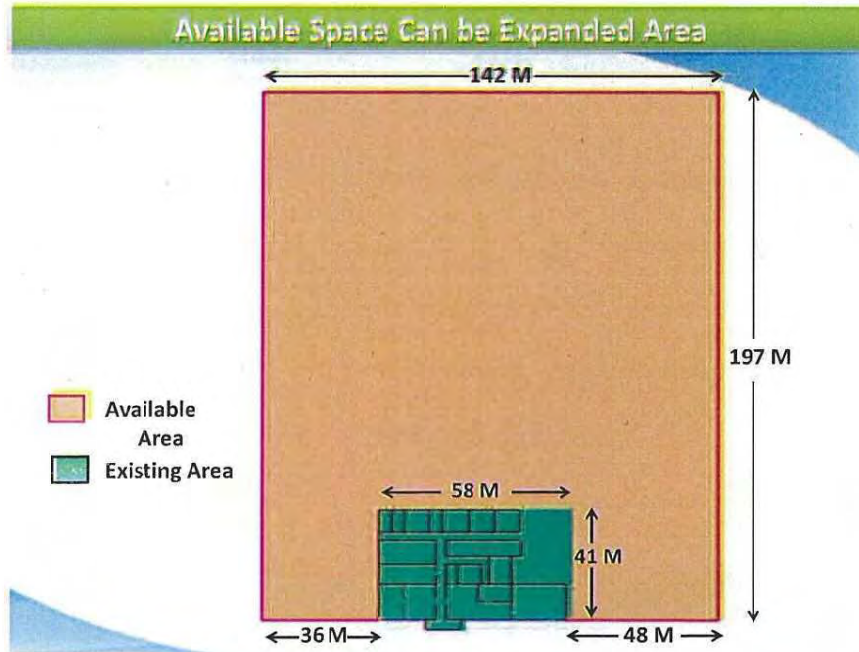 Available Space Can be Expanded Area
142 M
197 M
Available
Area
Existing Area
58 M
41 M
36 M
48 M